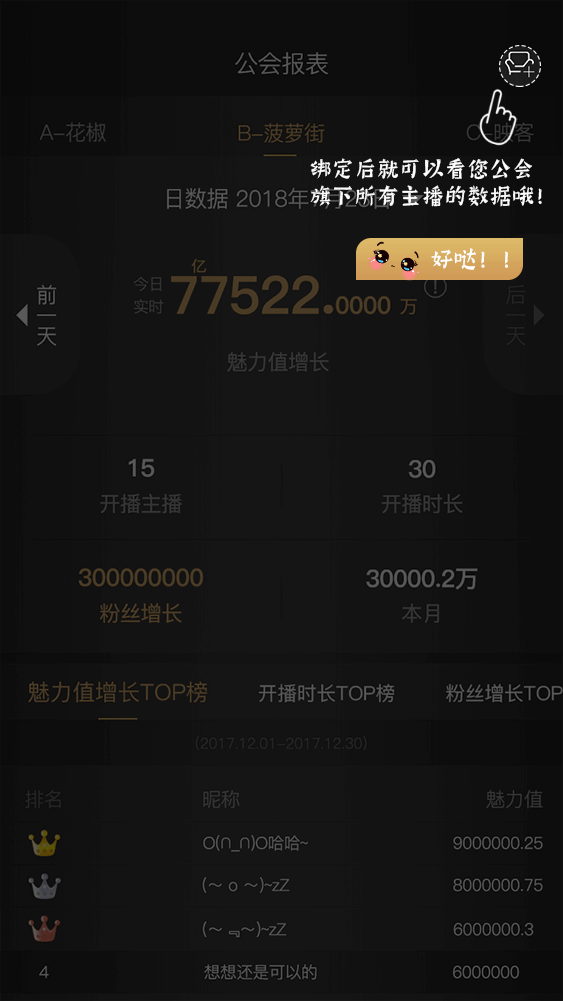 公会报表
A-花椒
B-菠萝街
C-映客
绑定后就可以看您公会
旗下所有主播的数据哦!
日数据 2018年
好哒!!
亿
今日
实时
77522.0000 万
前一天
后一天
魅力值增长
15
30
开播主播
开播时长
300000000
30000.2万
粉丝增长
本月
魅力值增长TOP榜
开播时长TOP榜
粉丝增长TOP
(2017.12.01-2017.12.30)
排名
昵称
魅力值
O(∩_∩)O哈哈~
9000000.25
(～ o ～)~zZ
8000000.75
(～﹃～)~zZ
6000000.3
4
想想还是可以的
6000000